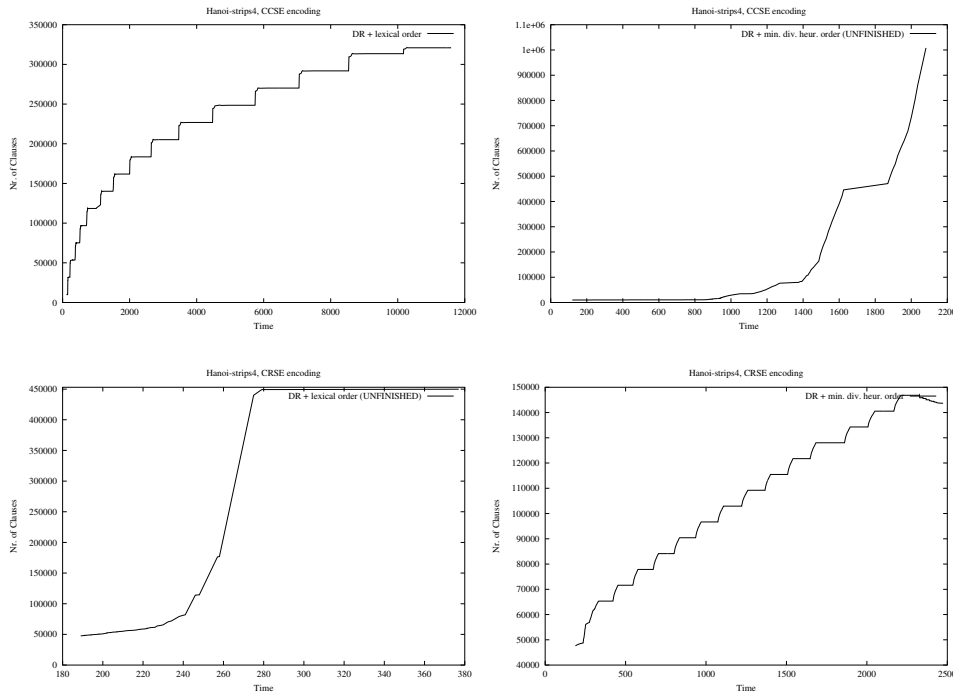 Hanoi-strips4, CCSE encoding
DR + lexical order
350000
300000
250000
200000
150000
100000
50000
0
Nr. of Clauses
0 2000 4000 6000 8000 10000 12000
Time
Hanoi-strips4, CCSE encoding
DR + min. div. heur. order (UNFINISHED)
1.1e+06
1e+06
900000
800000
700000
600000
500000
400000
300000
200000
100000
0
Nr. of Clauses
0 200 400 600 800 1000 1200 1400 1600 1800 2000 2200
Time
Hanoi-strips4, CRSE encoding
DR + lexical order (UNFINISHED)
450000
400000
350000
300000
250000
200000
150000
100000
50000
0
Nr. of Clauses
180 200 220 240 260 280 300 320 340 360 380
Time
Hanoi-strips4, CRSE encoding
DR + min. div. heur. order
150000
140000
130000
120000
110000
100000
90000
80000
70000
60000
50000
40000
Nr. of Clauses
0 500 1000 1500 2000 2500
Time